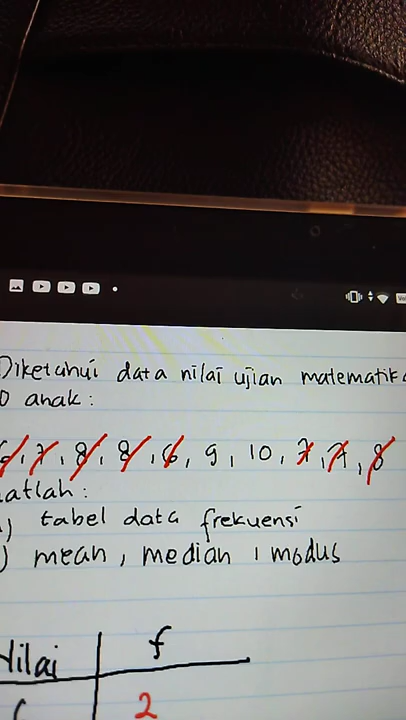 Diketahui data nilai ujian matematik
0 anak :
6, 7, 8, 8, 6, 9, 10, 7, 7, 8
atlah :
) tabel data frekuensi
) mean, median, modus
Nilai f
2